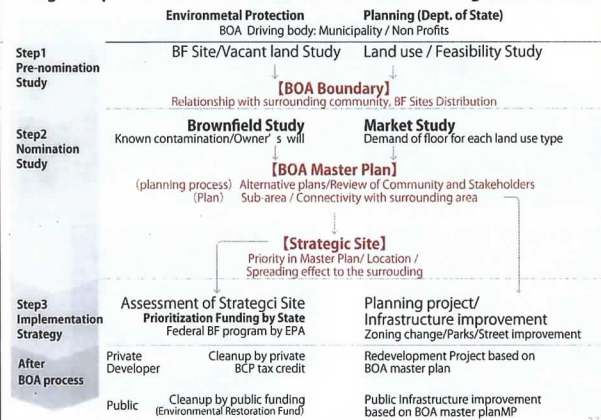 Environmetal Protection Planning (Dept. of State)
BOA Driving body: Municipality / Non Profits
Step1
Pre-nomination
Study
BF Site/Vacant land Study Land use / Feasibility Study
【BOA Boundary】
Relationship with surrounding community, BF Sites Distribution
Step2
Nomination
Study
Brownfield Study Market Study
Known contamination/Owner's will Demand of floor for each land use type
【BOA Master Plan】
(planning process) Alternative plans/Review of Community and Stakeholders
(Plan) Sub-area / Connectivity with surrounding area
【Strategic Site】
Priority in Master Plan/ Location /
Spreading effect to the surrouding
Step3
Implementation
Strategy
Assessment of Strategci Site
Prioritization Funding by State
Federal BF program by EPA
Planning project/
Infrastructure improvement
Zoning change/Parks/Street improvement
After
BOA process
Private
Developer
Cleanup by private
BCP tax credit
Redevelopment Project based on
BOA master plan
Public
Cleanup by public funding
(Environmental Restoration Fund)
Public Infrastructure improvement
based on BOA master planMP